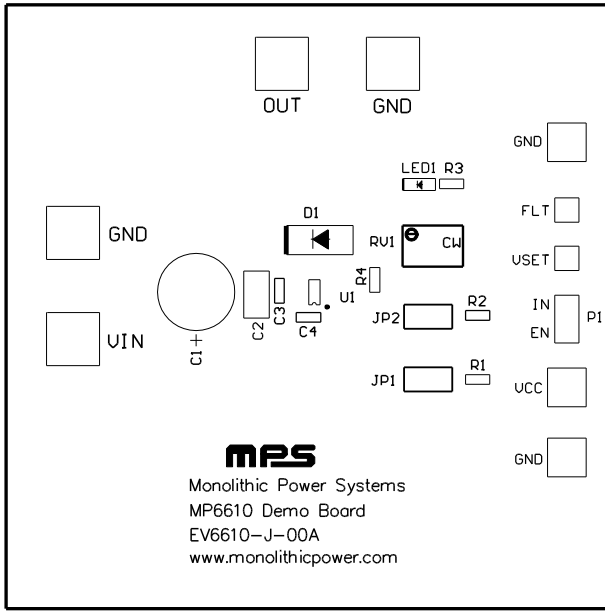 OUT
GND
GND
LED1 R3
D1
FLT
GND
RV1
CW
VSET
R4
U1
IN
P1
EN
C1+
C2
C3
C4
JP2
R2
VIN
JP1
R1
VCC
GND
mps
Monolithic Power Systems
MP6610 Demo Board
EV6610-J-00A
www.monolithicpower.com